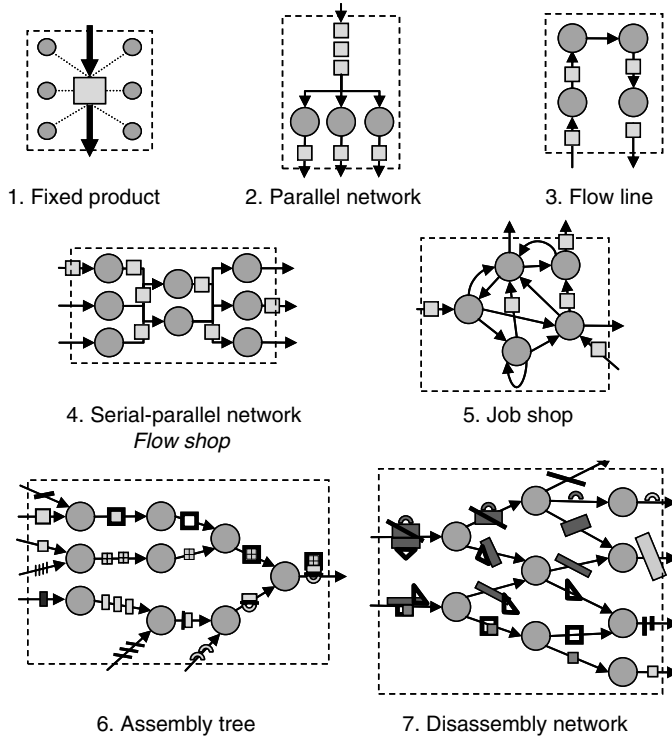 1. Fixed product
2. Parallel network
3. Flow line
4. Serial-parallel network
Flow shop
5. Job shop
6. Assembly tree
7. Disassembly network